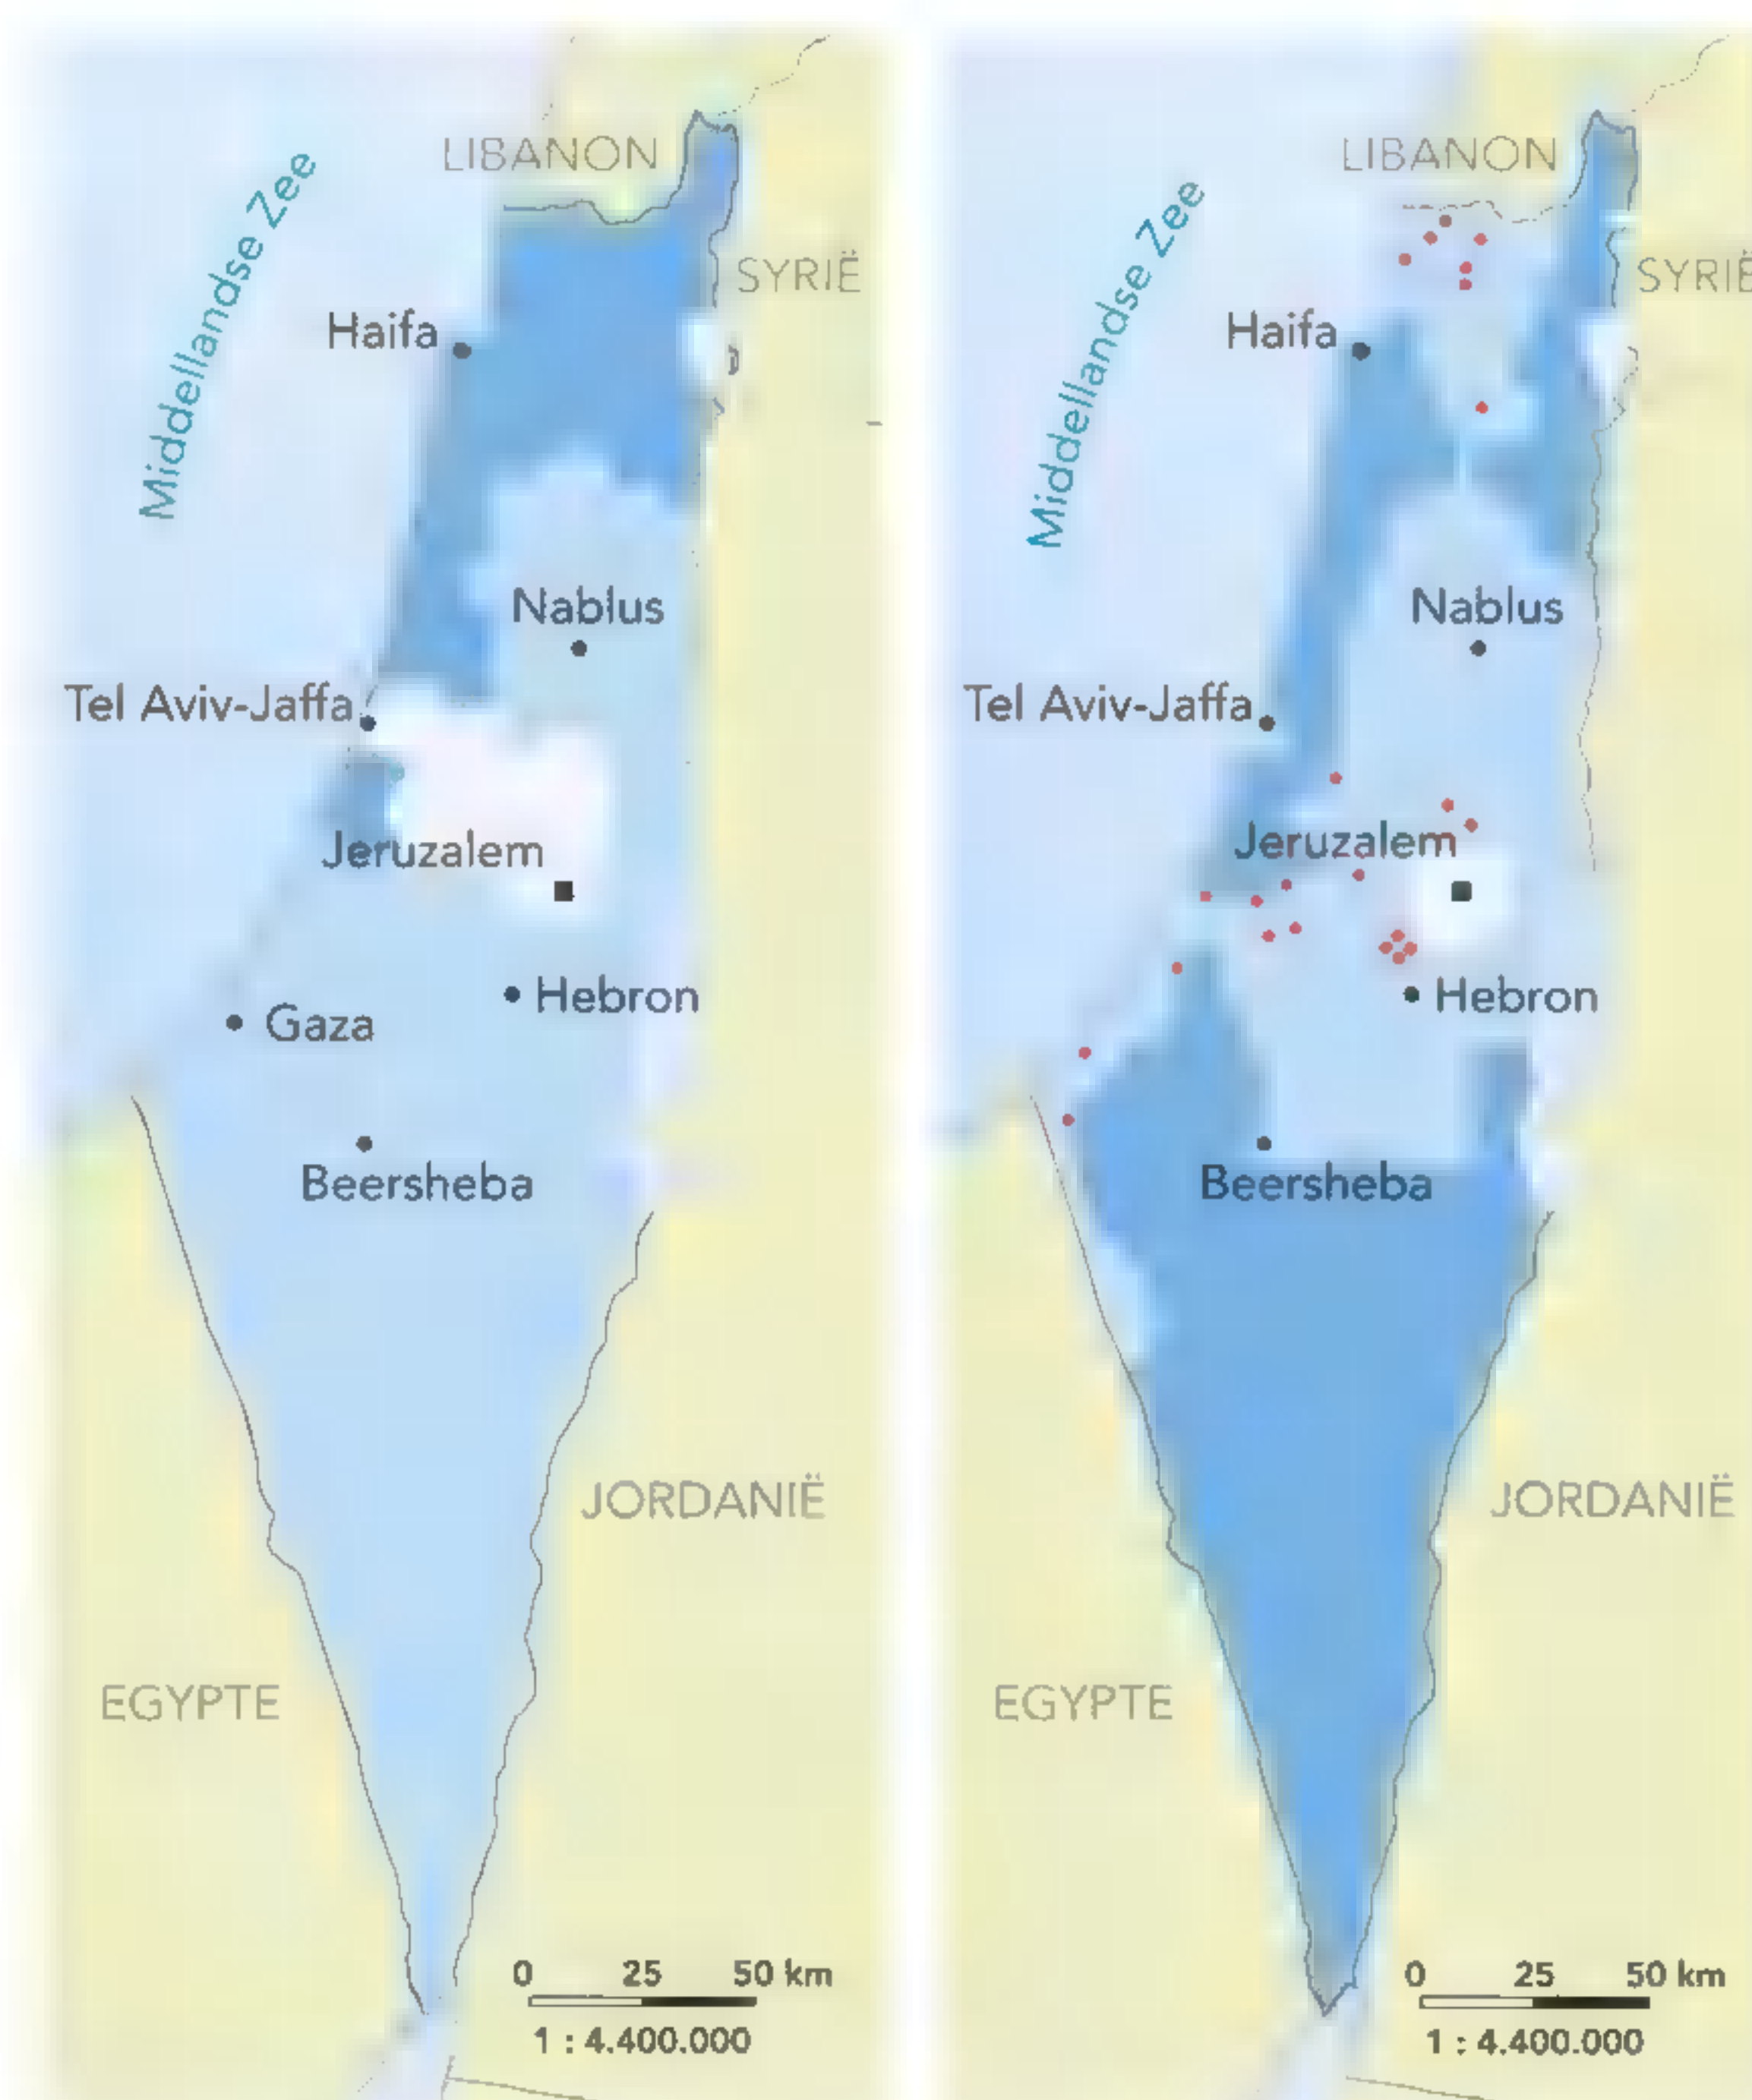 LIBANON
Middellandse Zee
SYRIË
Haifa
Nablus
Tel Aviv-Jaffa
Jeruzalem
Hebron
Gaza
Beersheba
JORDANIË
EGYPTE
0 25 50 km
1 : 4.400.000
LIBANON
Middellandse Zee
SYRIË
Haifa
Nablus
Tel Aviv-Jaffa
Jeruzalem
Hebron
Beersheba
JORDANIË
EGYPTE
0 25 50 km
1 : 4.400.000